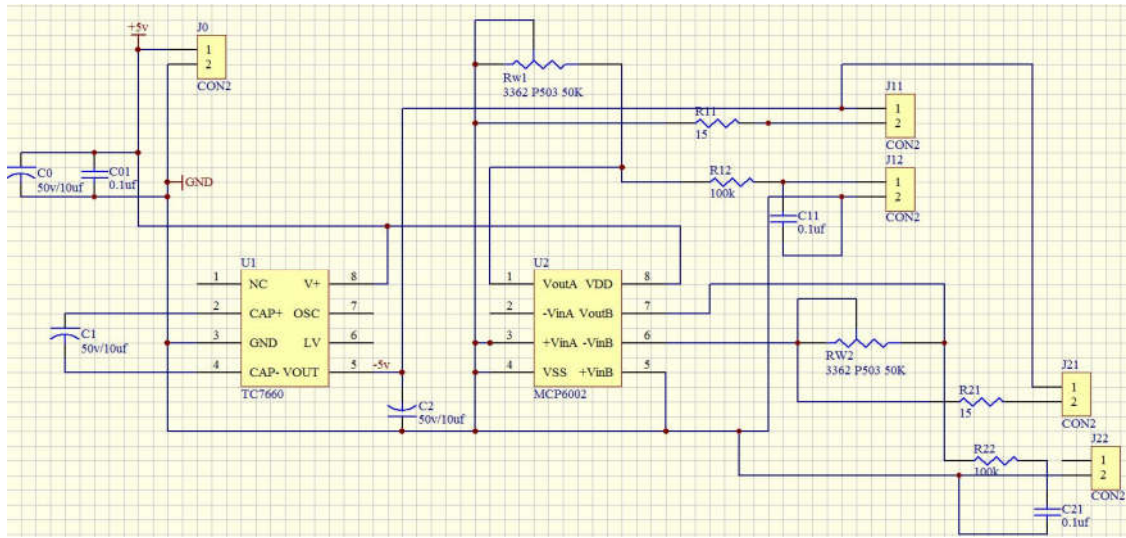 +5v
J0
1
2
CON2
Rw1
3362 P503 50K
R11
15
J11
1
2
CON2
C0
50v/10uf
C01
0.1uf
GND
R12
100k
J12
1
2
CON2
C11
0.1uf
U1
1 NC V+ 8
2 CAP+ OSC 7
3 GND LV 6
4 CAP- VOUT 5
TC7660
-5v
C1
50v/10uf
C2
50v/10uf
U2
1 VoutA VDD 8
2 -VinA VoutB 7
3 +VinA -VinB 6
4 VSS +VinB 5
MCP6002
RW2
3362 P503 50K
J21
1
2
CON2
R21
15
R22
100k
J22
1
2
CON2
C21
0.1uf